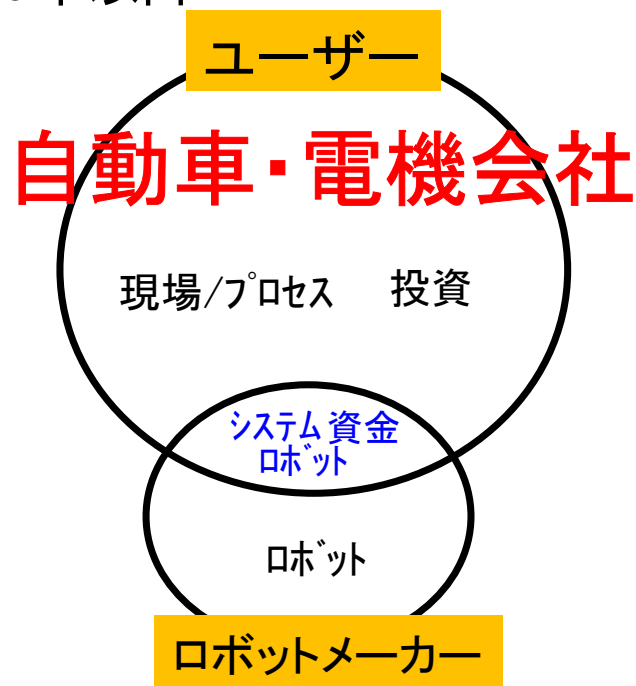 ユーザー
自動車・電機会社
現場/プロセス 投資
システム資金
ロボット
ロボット
ロボットメーカー